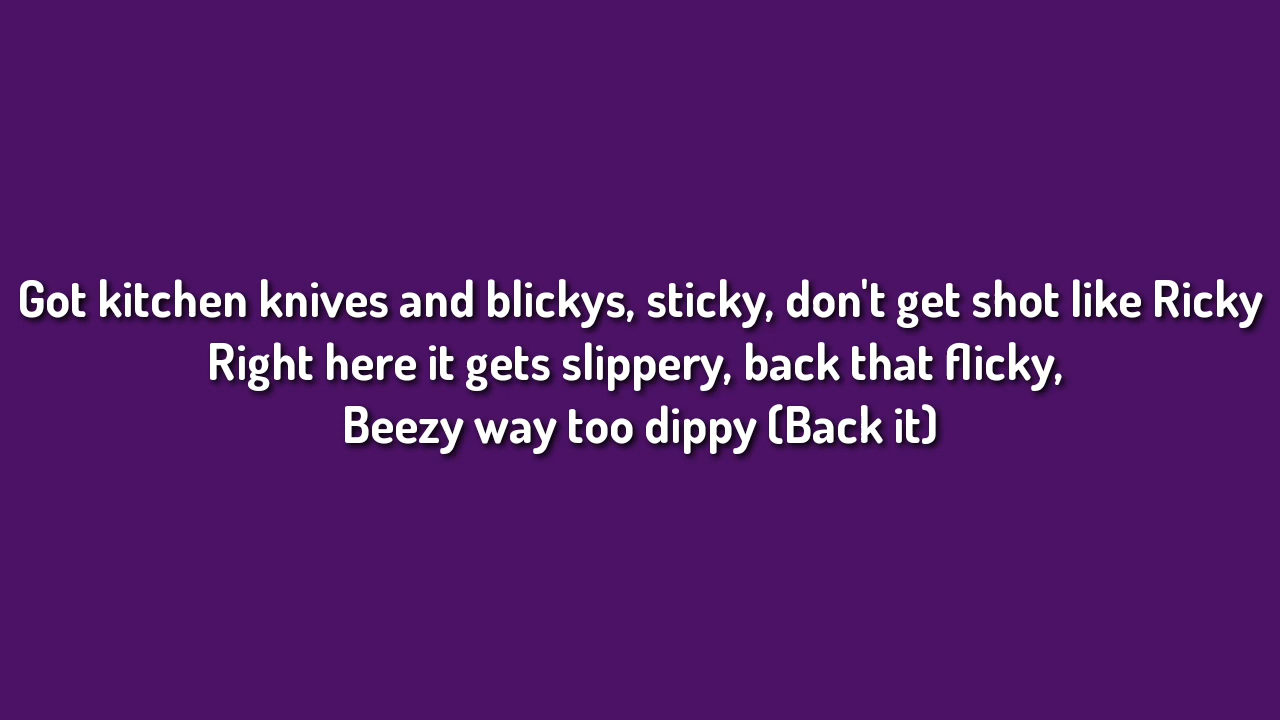 Got kitchen knives and blickys, sticky, don't get shot like Ricky
Right here it gets slippery, back that flicky,
Beezy way too dippy (Back it)